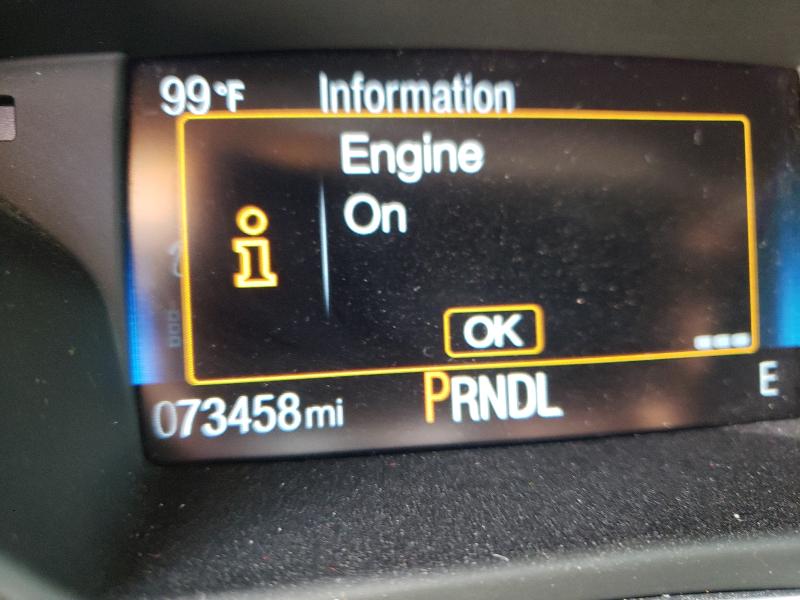 99°F Information
Engine
On
i
OK
073458mi PRNDL E